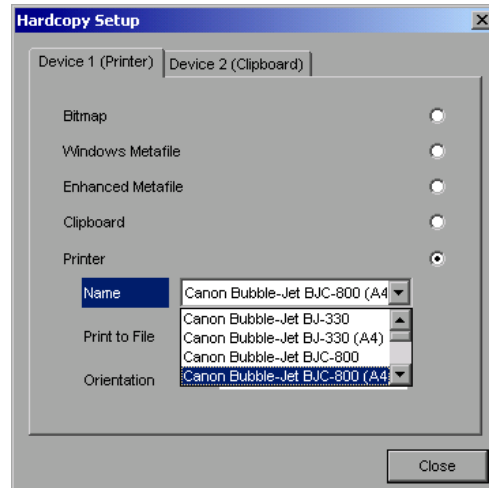 Hardcopy Setup
Device 1 (Printer) Device 2 (Clipboard)
Bitmap
Windows Metafile
Enhanced Metafile
Clipboard
Printer
Name Canon Bubble-Jet BJC-800 (A4
Canon Bubble-Jet BJ-330
Print to File Canon Bubble-Jet BJ-330 (A4)
Canon Bubble-Jet BJC-800
Orientation Canon Bubble-Jet BJC-800 (A4
Close